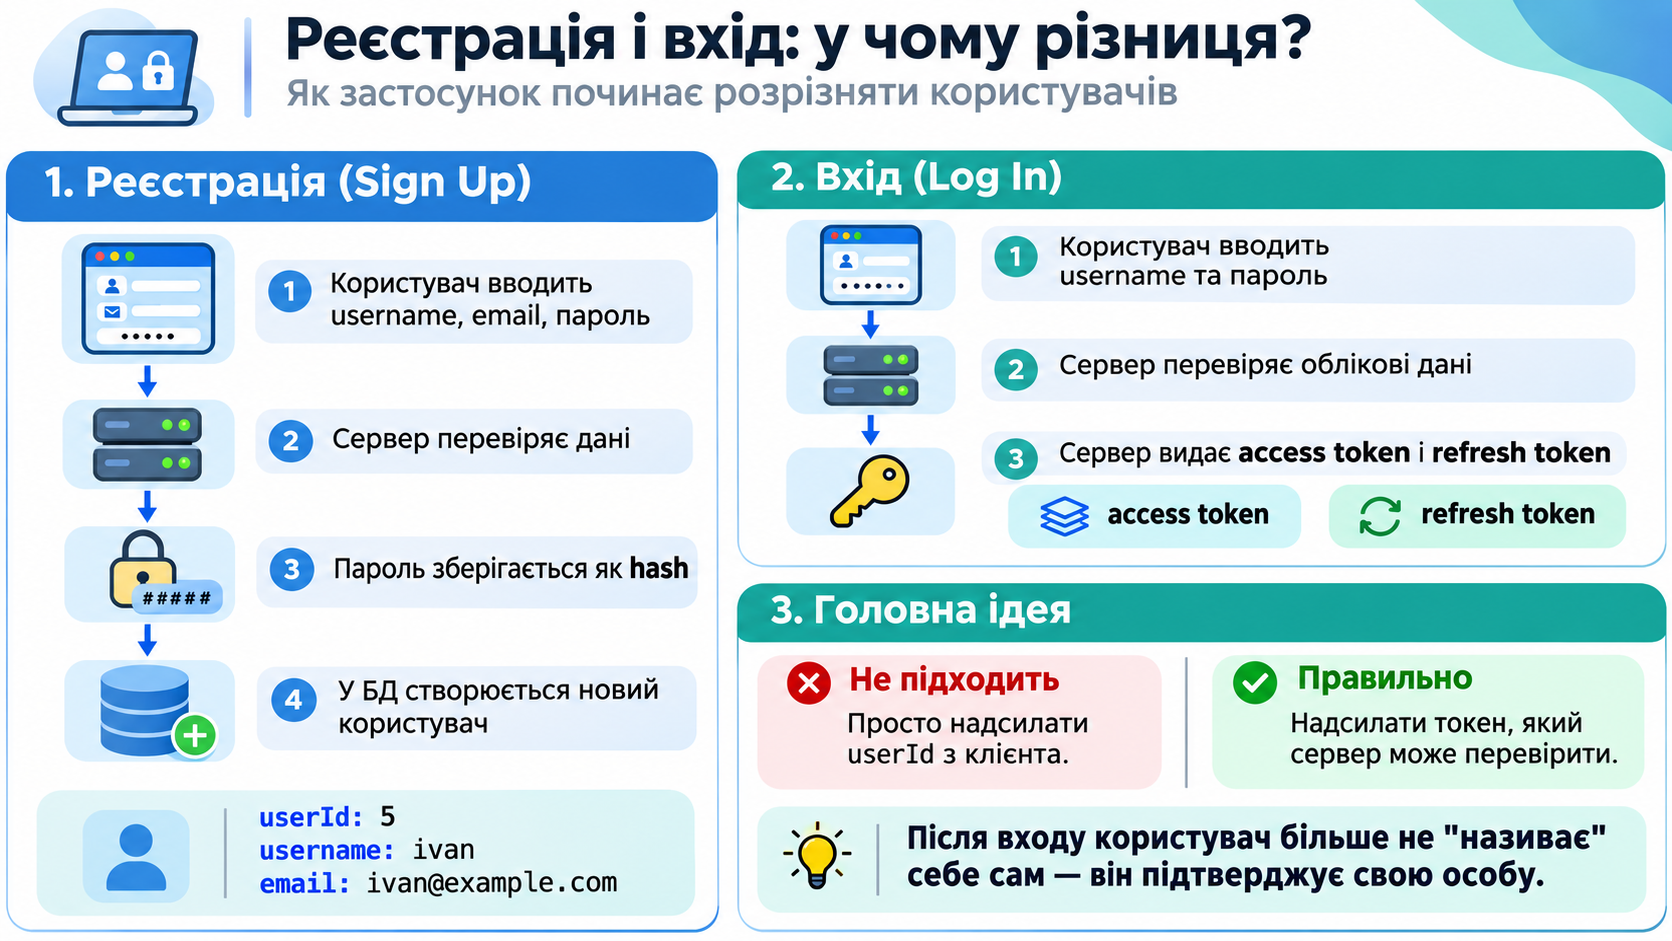 Реєстрація і вхід: у чому різниця?
Як застосунок починає розрізняти користувачів
1. Реєстрація (Sign Up)
1
Користувач вводить
username, email, пароль
2
Сервер перевіряє дані
3
Пароль зберігається як hash
#####
4
У БД створюється новий
користувач
userId: 5
username: ivan
email: ivan@example.com
2. Вхід (Log In)
1
Користувач вводить
username та пароль
2
Сервер перевіряє облікові дані
3
Сервер видає access token і refresh token
access token
refresh token
3. Головна ідея
Не підходить
Просто надсилати
userId з клієнта.
Правильно
Надсилати токен, який
сервер може перевірити.
Після входу користувач більше не "називає"
себе сам — він підтверджує свою особу.